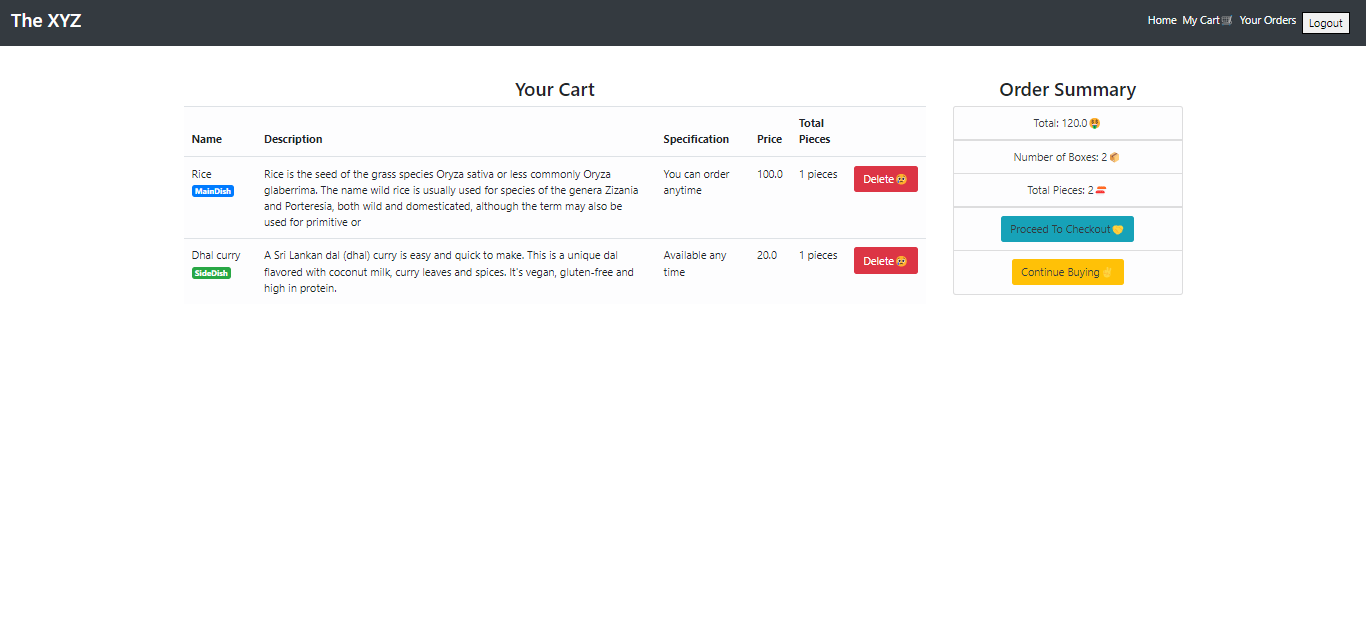 The XYZ
Home My Cart🛒 Your Orders Logout
Your Cart
Name Description Specification Price Total Pieces
Rice
MainDish
Rice is the seed of the grass species Oryza sativa or less commonly Oryza
glaberrima. The name wild rice is usually used for species of the genera Zizania
and Porteresia, both wild and domesticated, although the term may also be
used for primitive or
You can order
anytime
100.0
1 pieces
Delete😢
Dhal curry
SideDish
A Sri Lankan dal (dhal) curry is easy and quick to make. This is a unique dal
flavored with coconut milk, curry leaves and spices. It's vegan, gluten-free and
high in protein.
Available any
time
20.0
1 pieces
Delete😢
Order Summary
Total: 120.0🤑
Number of Boxes: 2📦
Total Pieces: 2🍣
Proceed To Checkout
Continue Buying